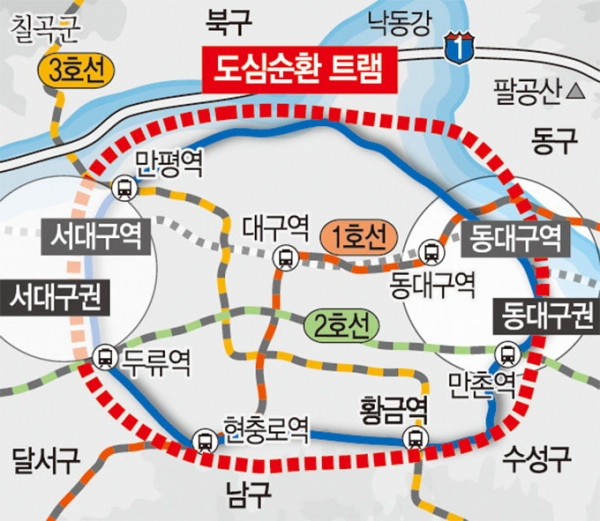 칠곡군
북구
낙동강
3호선
도심순환 트램
1
팔공산
동구
만평역
서대구역
대구역
1호선
동대구역
동대구역
서대구권
2호선
동대구권
두류역
만촌역
현중로역
황금역
달서구
남구
수성구